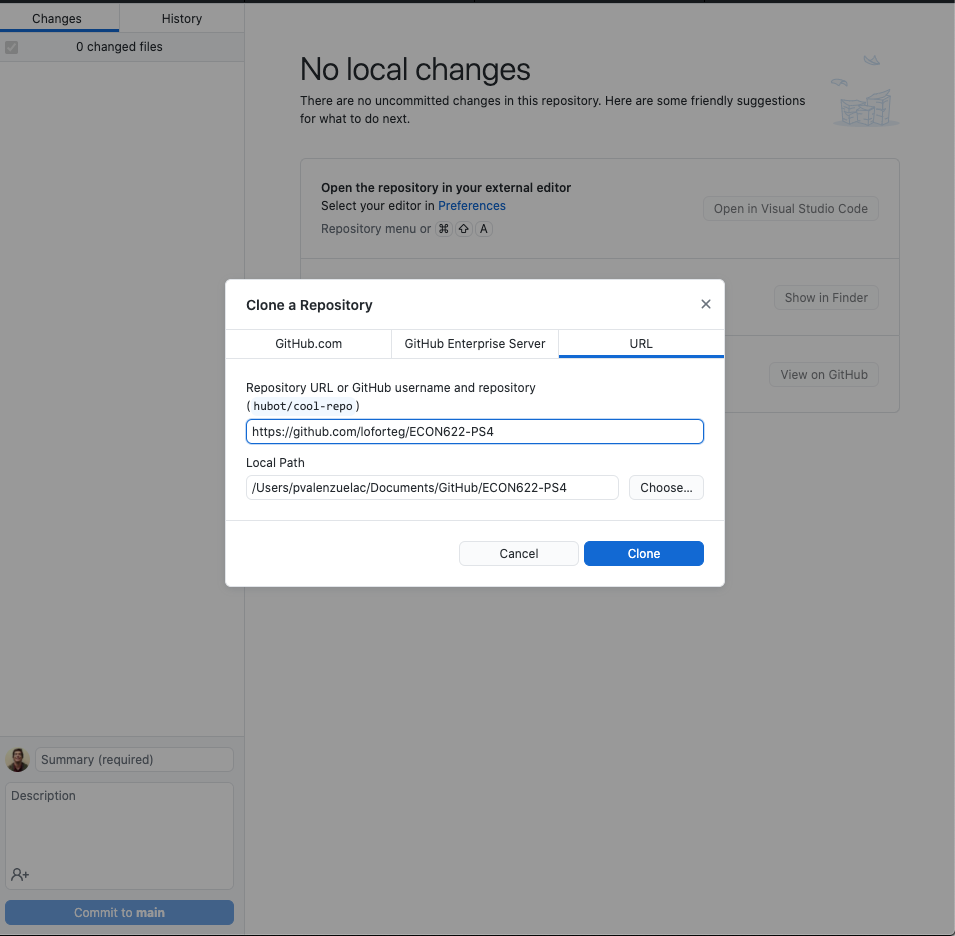 Changes
History
0 changed files
No local changes
There are no uncommitted changes in this repository. Here are some friendly suggestions
for what to do next.
Open the repository in your external editor
Select your editor in Preferences
Repository menu or ⌘ ⇧ A
Open in Visual Studio Code
Show in Finder
View on GitHub
Clone a Repository
GitHub.com
GitHub Enterprise Server
URL
Repository URL or GitHub username and repository
( hubot/cool-repo )
https://github.com/loforteg/ECON622-PS4
Local Path
/Users/pvalenzuelac/Documents/GitHub/ECON622-PS4
Choose...
Cancel
Clone
Summary (required)
Description
Commit to main